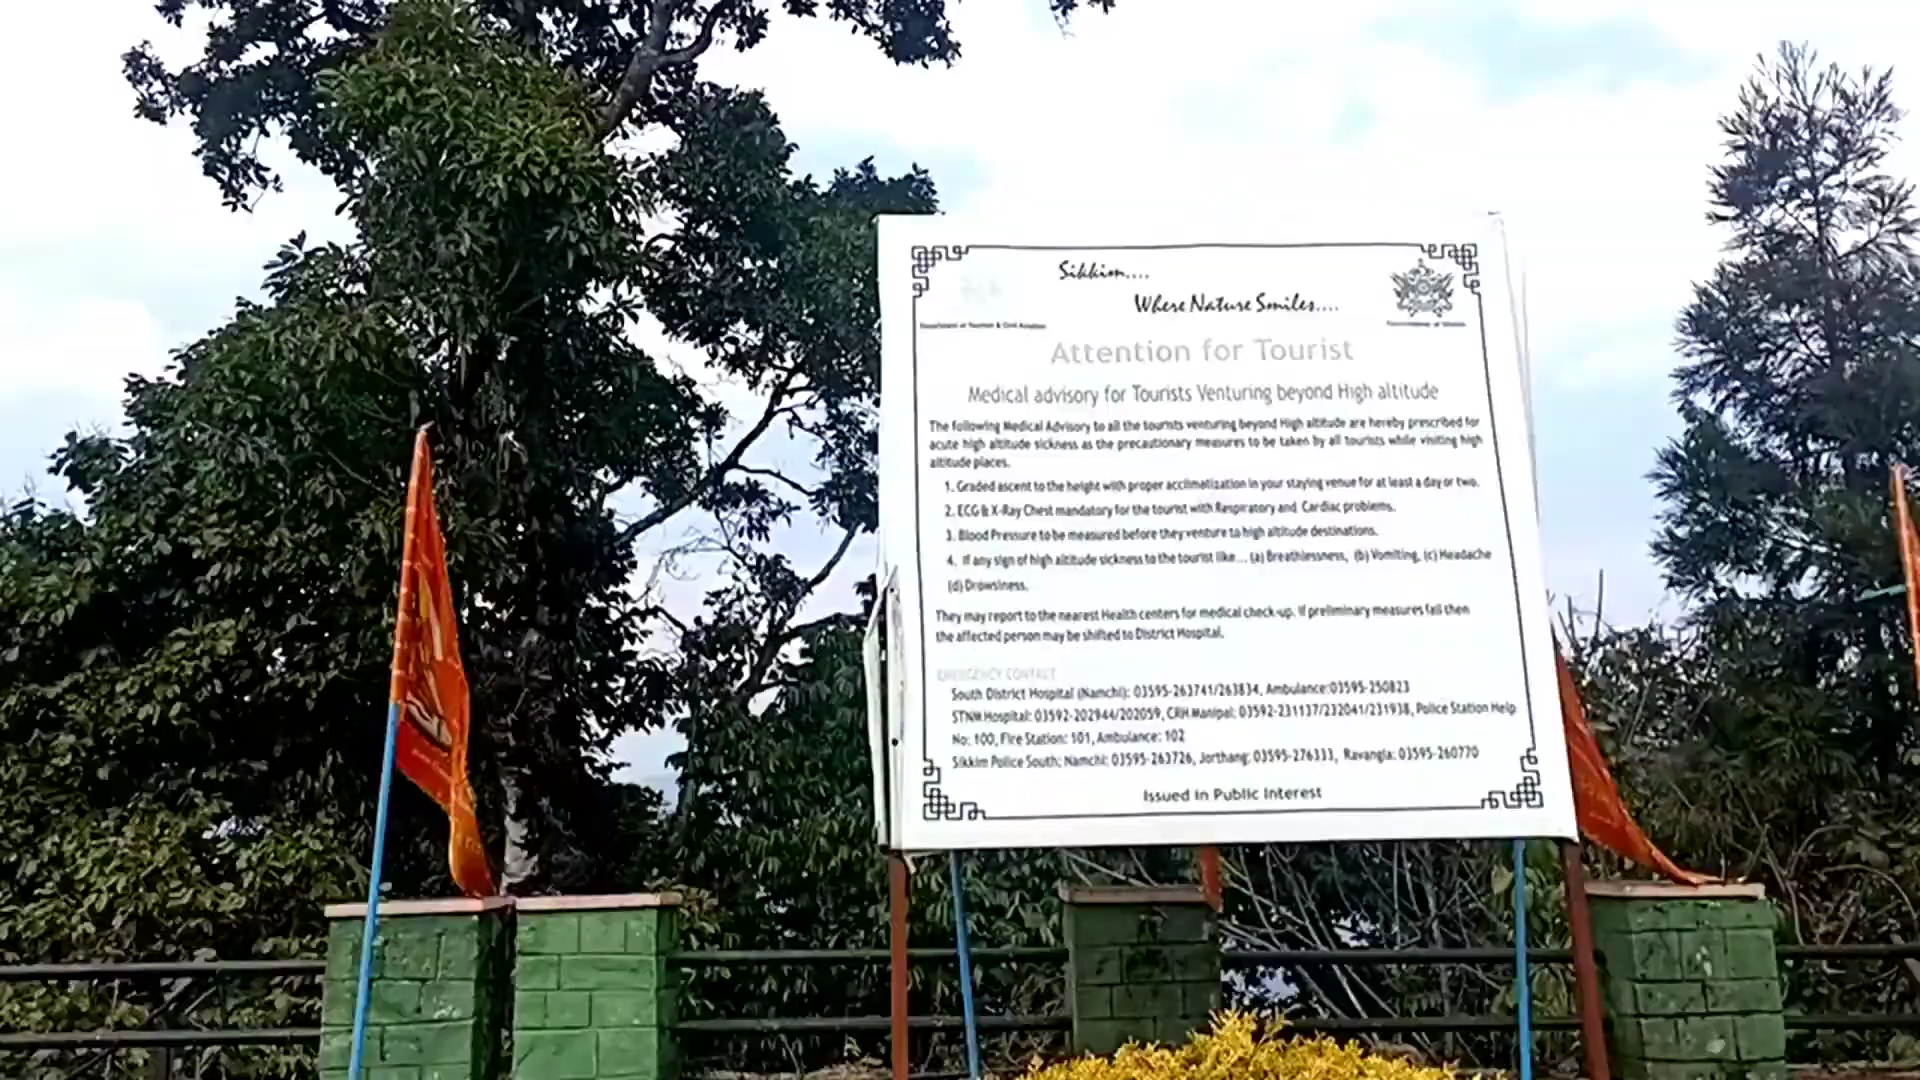 Sikkim....
Where Nature Smiles....
Department of Tourism & Civil Aviation
Government of Sikkim
Attention for Tourist
Medical advisory for Tourists Venturing beyond High altitude
The following Medical Advisory to all the tourists venturing beyond High altitude are hereby prescribed for
acute high altitude sickness as the precautionary measures to be taken by all tourists while visiting high
altitude places.
1. Graded ascent to the height with proper acclimatization in your staying venue for at least a day or two.
2. ECG & X-Ray Chest mandatory for the tourist with Respiratory and Cardiac problems.
3. Blood Pressure to be measured before they venture to high altitude destinations.
4. If any sign of high altitude sickness to the tourist like... (a) Breathlessness, (b) Vomiting, (c) Headache
(d) Drowsiness.
They may report to the nearest Health centers for medical check-up. If preliminary measures fail then
the affected person may be shifted to District Hospital.
EMERGENCY CONTACT
South District Hospital (Namchi): 03595-263741/263834, Ambulance:03595-250823
STNM Hospital: 03592-202944/202059, CRH Manipal: 03592-231137/232041/231938, Police Station Help
No: 100, Fire Station: 101, Ambulance: 102
Sikkim Police South: Namchi: 03595-263726, Jorthang: 03595-276333, Ravangla: 03595-260770
Issued in Public Interest